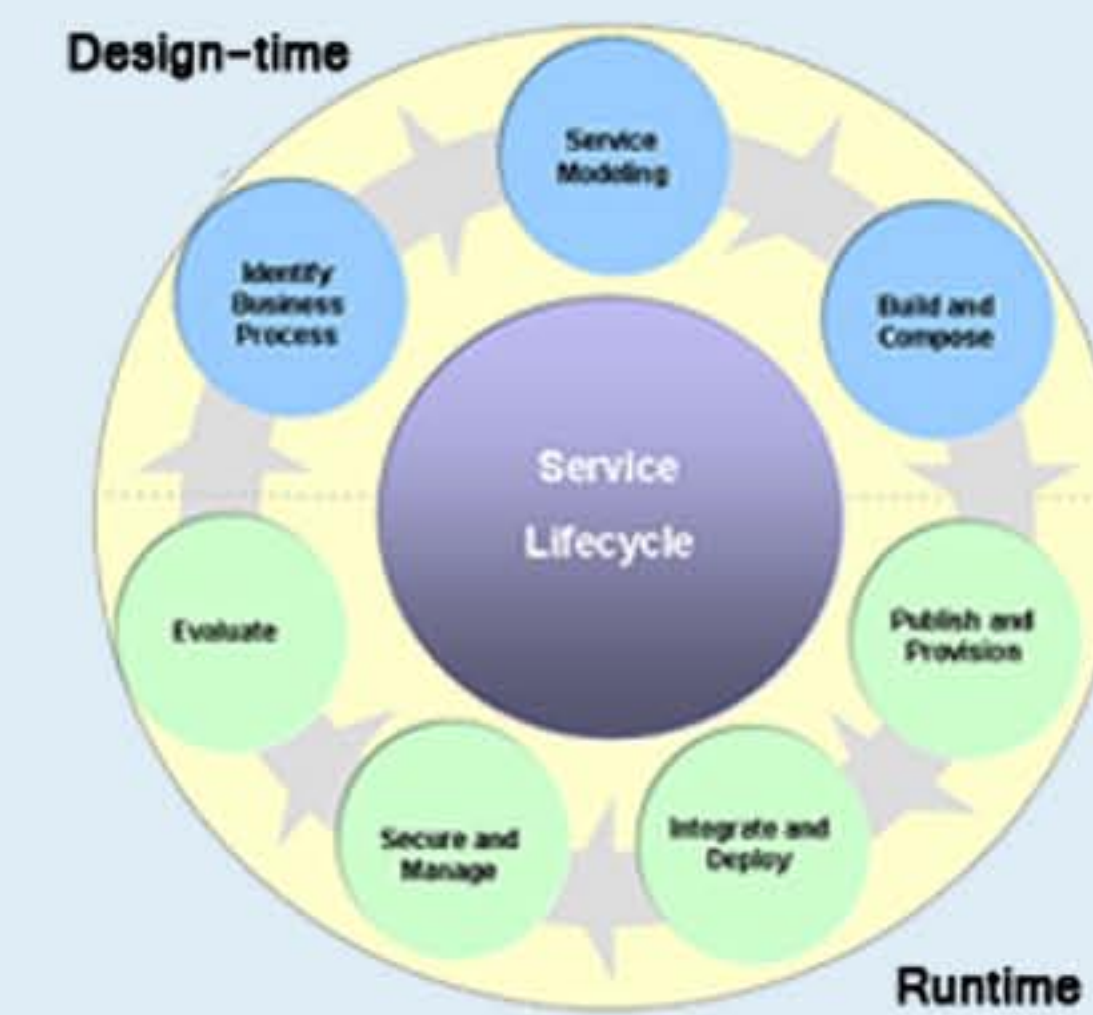 Design-time
Service
Modeling
Identify
Business
Process
Build and
Compose
Service
Lifecycle
Evaluate
Publish and
Provision
Secure and
Manage
Integrate and
Deploy
Runtime